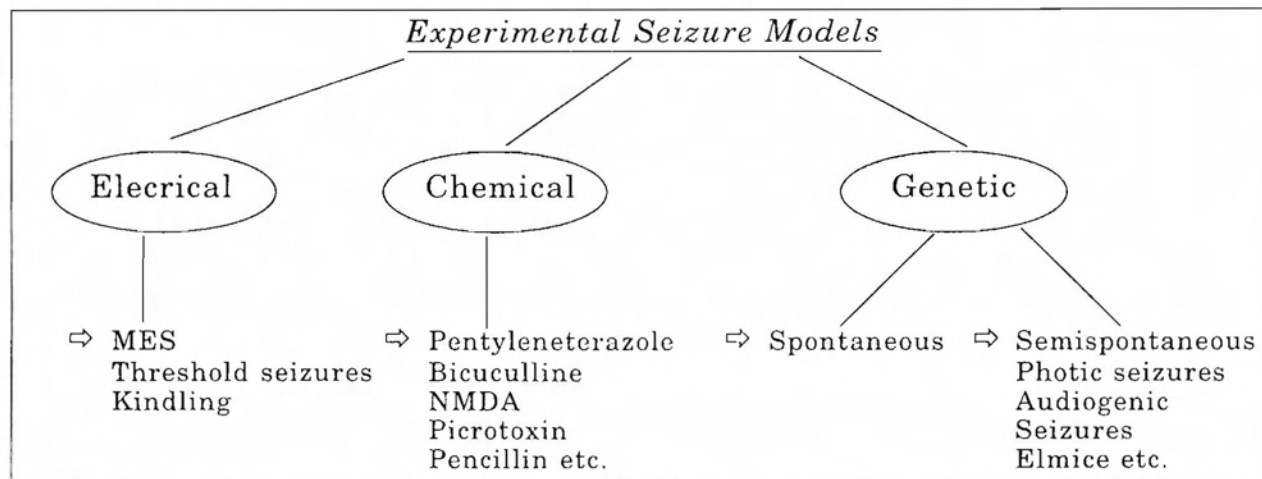 Experimental Seizure Models
Elecrical
Chemical
Genetic
⇨ MES
Threshold seizures
Kindling
⇨ Pentyleneterazole
Bicuculline
NMDA
Picrotoxin
Pencillin etc.
⇨ Spontaneous
⇨ Semispontaneous
Photic seizures
Audiogenic
Seizures
Elmice etc.